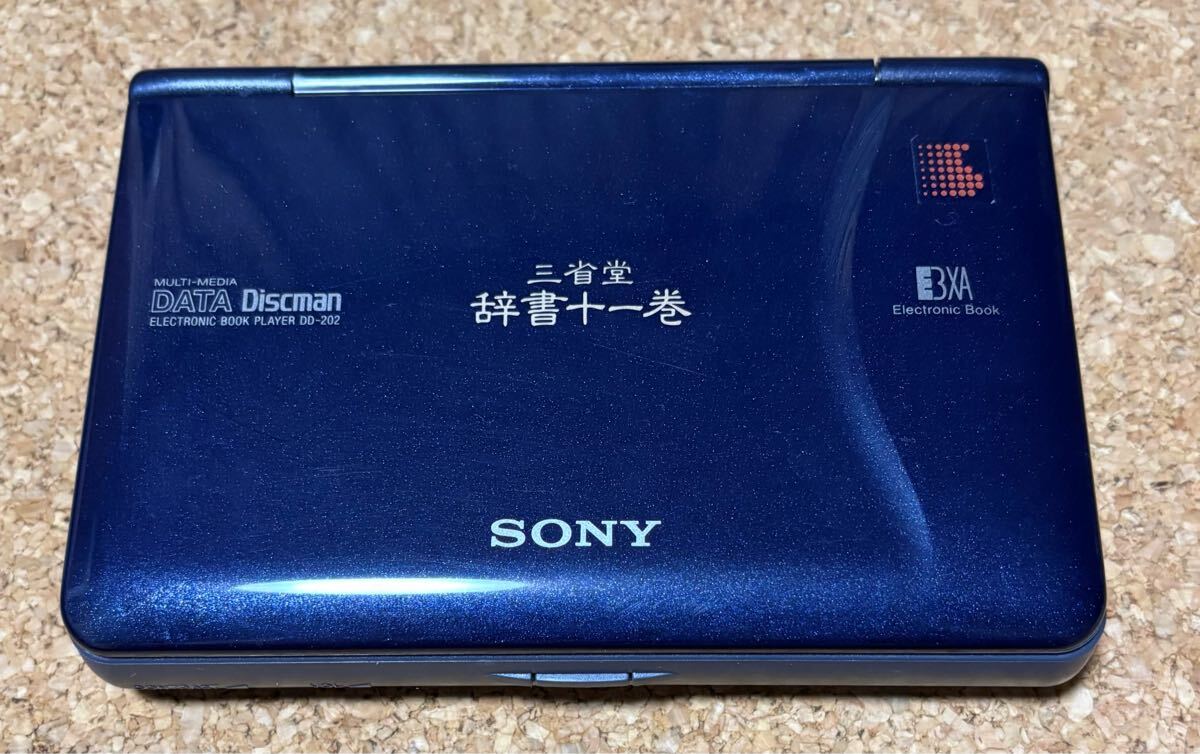 MULTI-MEDIA
DATA Discman
ELECTRONIC BOOK PLAYER DD-202
三省堂
辞書十一巻
EBXA
Electronic Book
SONY